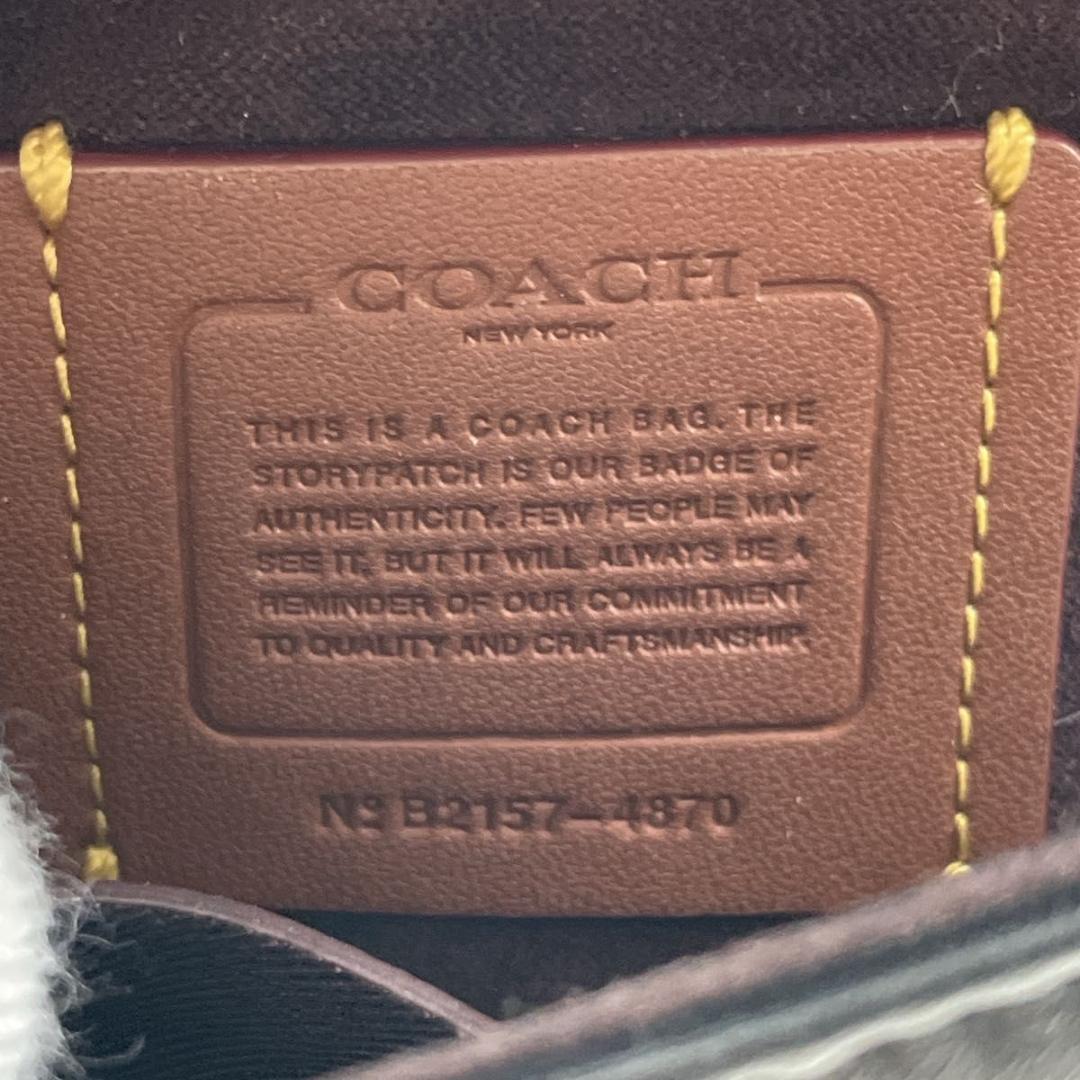 COACH
NEW YORK
THIS IS A COACH BAG. THE
STORYPATCH IS OUR BADGE OF
AUTHENTICITY. FEW PEOPLE MAY
SEE IT, BUT IT WILL ALWAYS BE A
REMINDER OF OUR COMMITMENT
TO QUALITY AND CRAFTSMANSHIP.
Nº B2157-4870